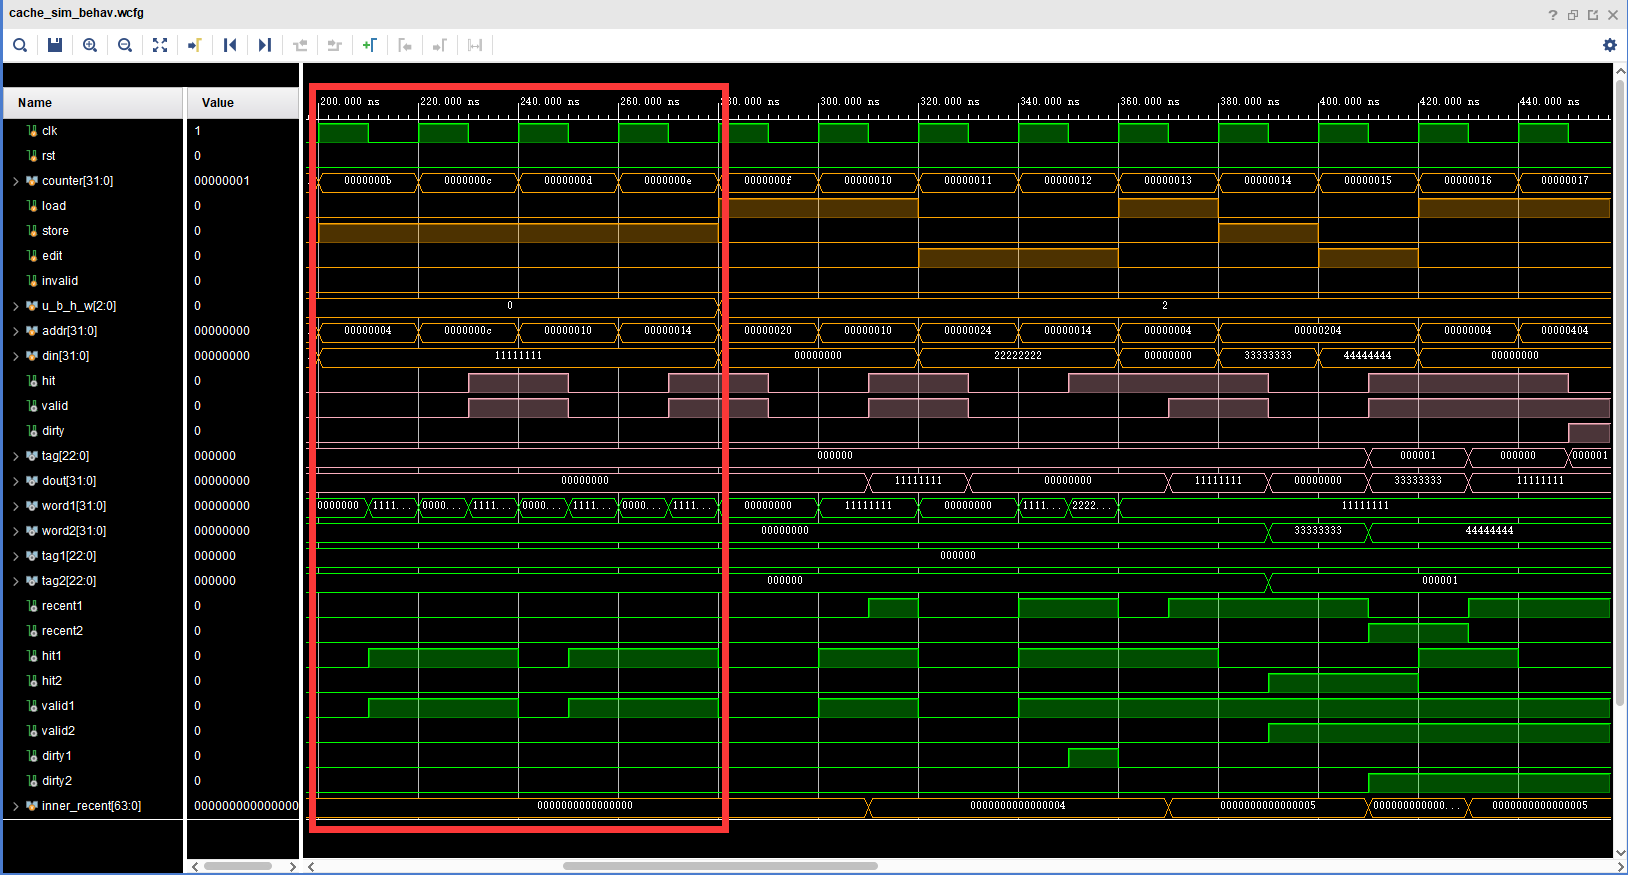 cache_sim_behav.wcfg
Name Value
200.000 ns 220.000 ns 240.000 ns 260.000 ns 280.000 ns 300.000 ns 320.000 ns 340.000 ns 360.000 ns 380.000 ns 400.000 ns 420.000 ns 440.000 ns
clk 1
rst 0
counter[31:0] 00000001 0000000b 0000000c 0000000d 0000000e 0000000f 00000010 00000011 00000012 00000013 00000014 00000015 00000016 00000017
load 0
store 0
edit 0
invalid 0
u_b_h_w[2:0] 0 0 2
addr[31:0] 00000000 00000004 0000000c 00000010 00000014 00000020 00000010 00000024 00000014 00000004 00000204 00000004 00000404
din[31:0] 00000000 11111111 00000000 22222222 00000000 33333333 44444444 00000000
hit 0
valid 0
dirty 0
tag[22:0] 000000 000000 000001 000000 000001
dout[31:0] 00000000 00000000 11111111 00000000 11111111 00000000 33333333 11111111
word1[31:0] 00000000 0000000 1111... 0000... 1111... 0000... 1111... 0000... 1111... 00000000 11111111 00000000 1111... 2222... 11111111
word2[31:0] 00000000 00000000 33333333 44444444
tag1[22:0] 000000 000000
tag2[22:0] 000000 000000 000001
recent1 0
recent2 0
hit1 0
hit2 0
valid1 0
valid2 0
dirty1 0
dirty2 0
inner_recent[63:0] 000000000000000 0000000000000000 0000000000000004 0000000000000005 000000000000... 0000000000000005